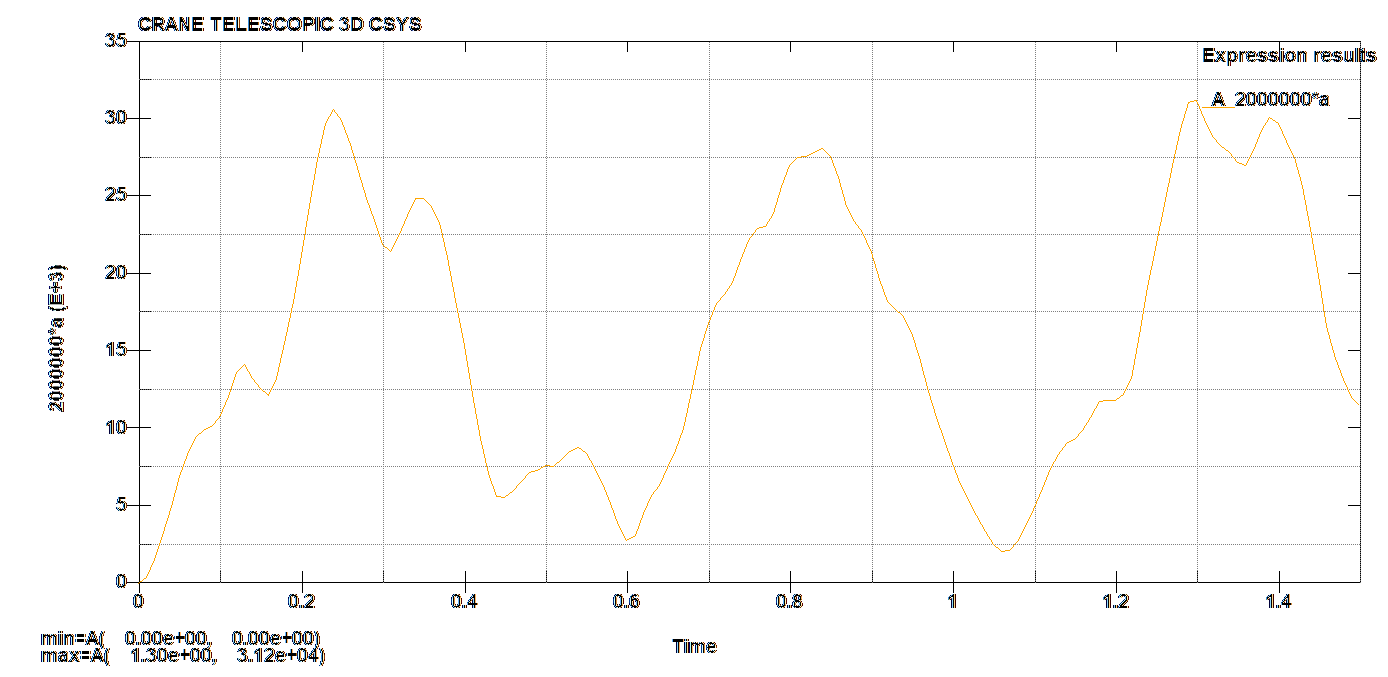 CRANE TELESCOPIC 3D CSYS
Expression results
A 2000000*a
35
30
25
20
15
10
5
0
2000000*a (E+3)
0 0.2 0.4 0.6 0.8 1 1.2 1.4
Time
min=A( 0.00e+00, 0.00e+00)
max=A( 1.30e+00, 3.12e+04)